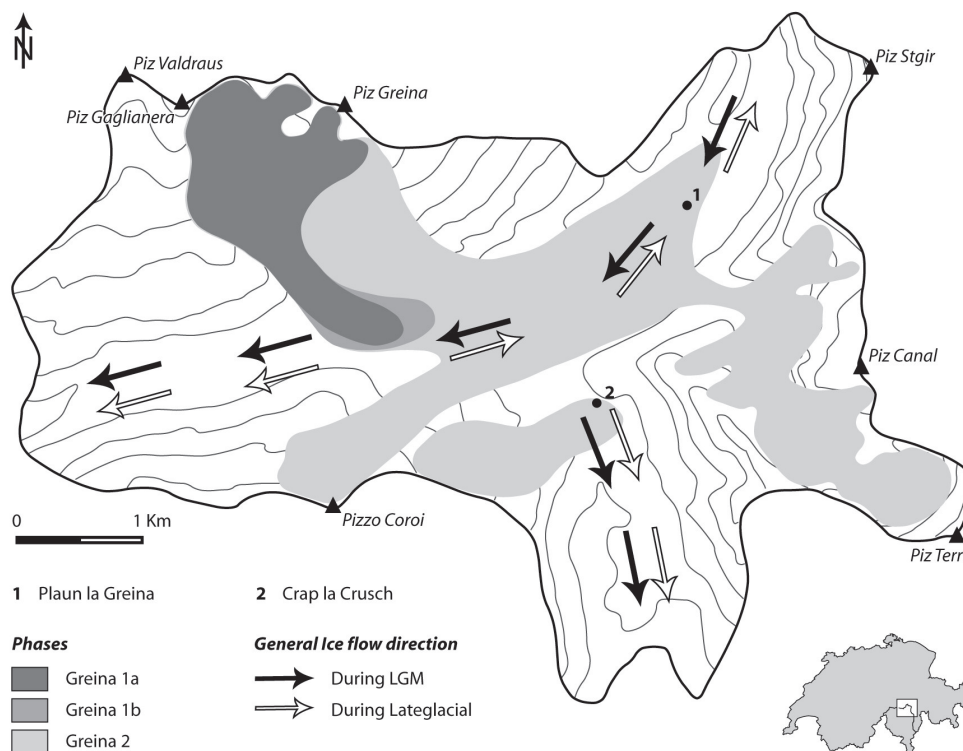 N
Piz Valdraus
Piz Gaglianera
Piz Greina
Piz Stgir
1
Piz Canal
2
Pizzo Coroi
Piz Terri
0 1 Km
1 Plaun la Greina
2 Crap la Crusch
Phases
Greina 1a
Greina 1b
Greina 2
General Ice flow direction
During LGM
During Lateglacial